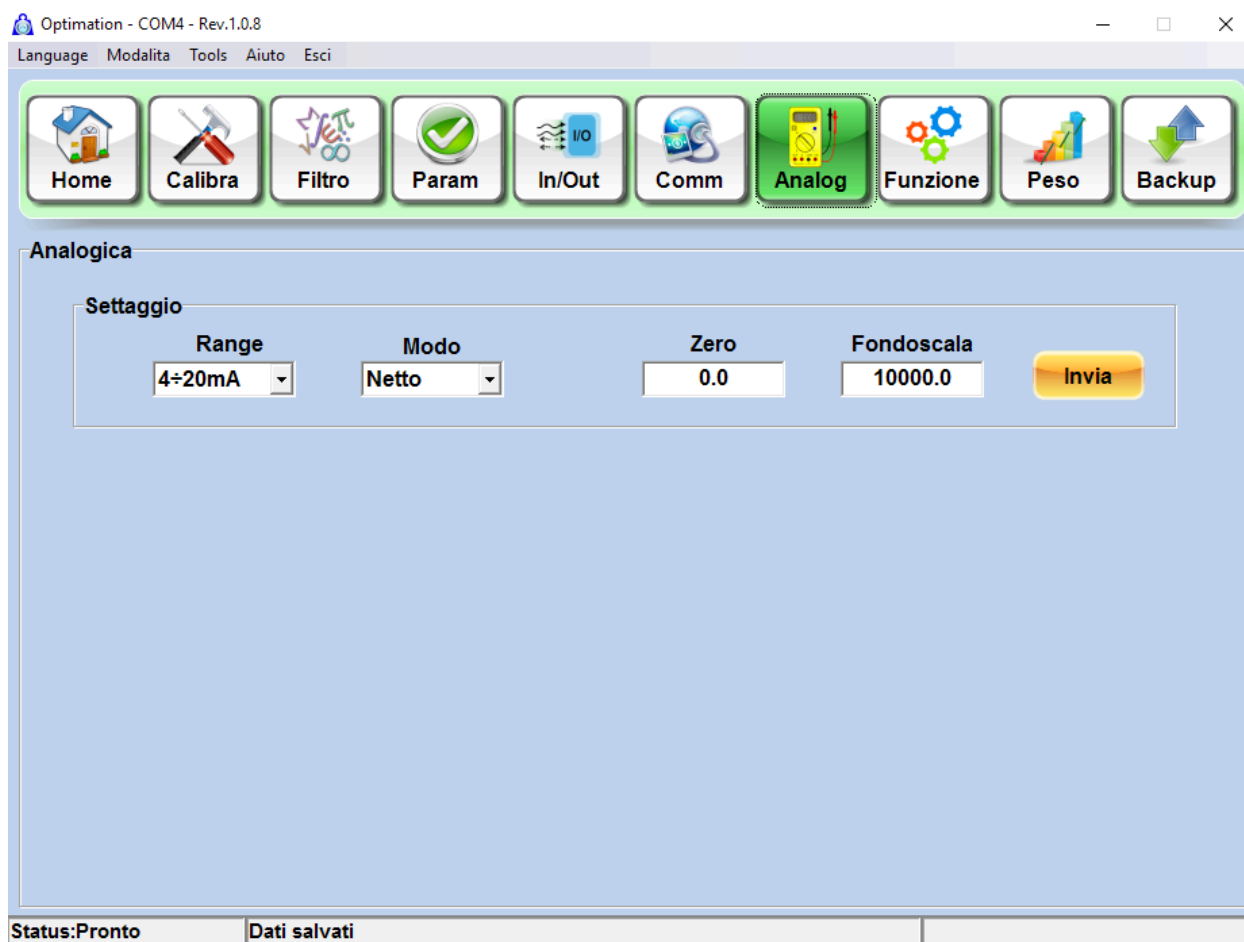 Optimation - COM4 - Rev.1.0.8
Language Modalita Tools Aiuto Esci
Home Calibra Filtro Param In/Out Comm Analog Funzione Peso Backup
I/O
Analogica
Settaggio
Range Modo Zero Fondoscala
4÷20mA Netto 0.0 10000.0 Invia
Status:Pronto Dati salvati